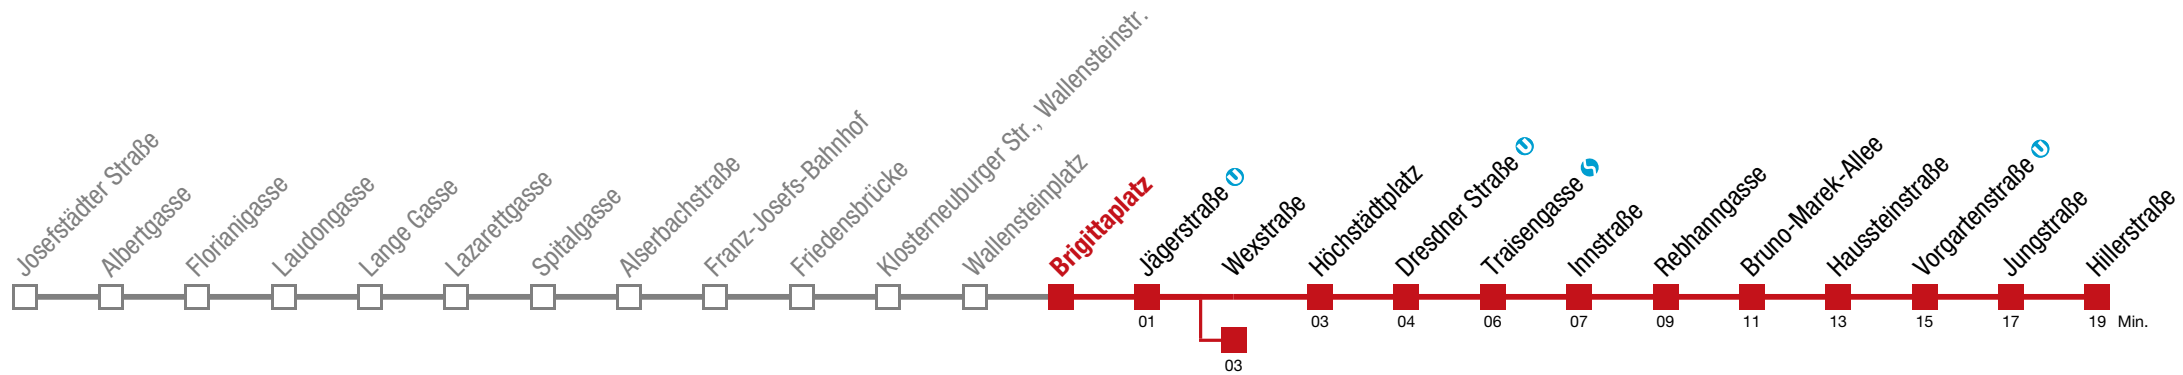 Josefstädter Straße
Albertgasse
Florianigasse
Laudongasse
Lange Gasse
Lazarettgasse
Spitalgasse
Alserbachstraße
Franz-Josefs-Bahnhof
Friedensbrücke
Klosterneuburger Str., Wallensteinstr.
Wallensteinplatz
Brigittaplatz
Jägerstraße U
Wexstraße
Höchstädtplatz
Dresdner Straße U
Traisengasse S
Innstraße
Rebhanngasse
Bruno-Marek-Allee
Haussteinstraße
Vorgartenstraße U
Jungstraße
Hillerstraße
01 03 04 06 07 09 11 13 15 17 19 Min.
03